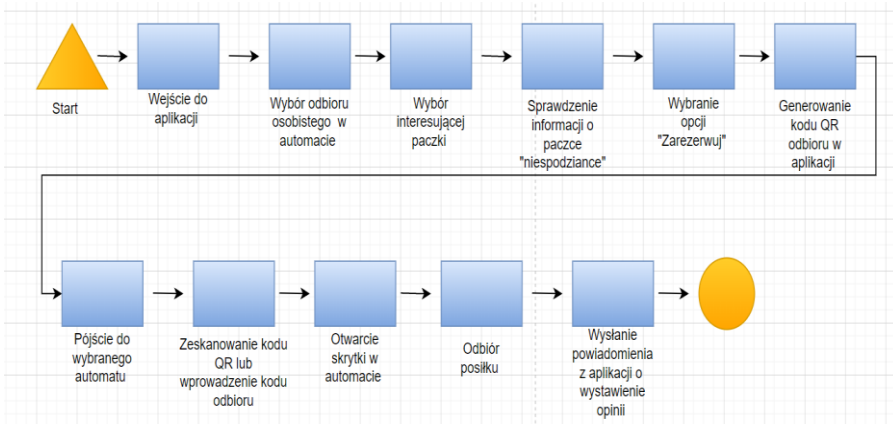 Start
Wejście do
aplikacji
Wybór odbioru
osobistego w
automacie
Wybór
interesującej
paczki
Sprawdzenie
informacji o
paczce
"niespodziance"
Wybranie
opcji
"Zarezerwuj"
Generowanie
kodu QR
odbioru w
aplikacji
Pójście do
wybranego
automatu
Zeskanowanie kodu
QR lub
wprowadzenie kodu
odbioru
Otwarcie
skrytki w
automacie
Odbiór
posiłku
Wysłanie
powiadomienia
z aplikacji o
wystawienie
opinii